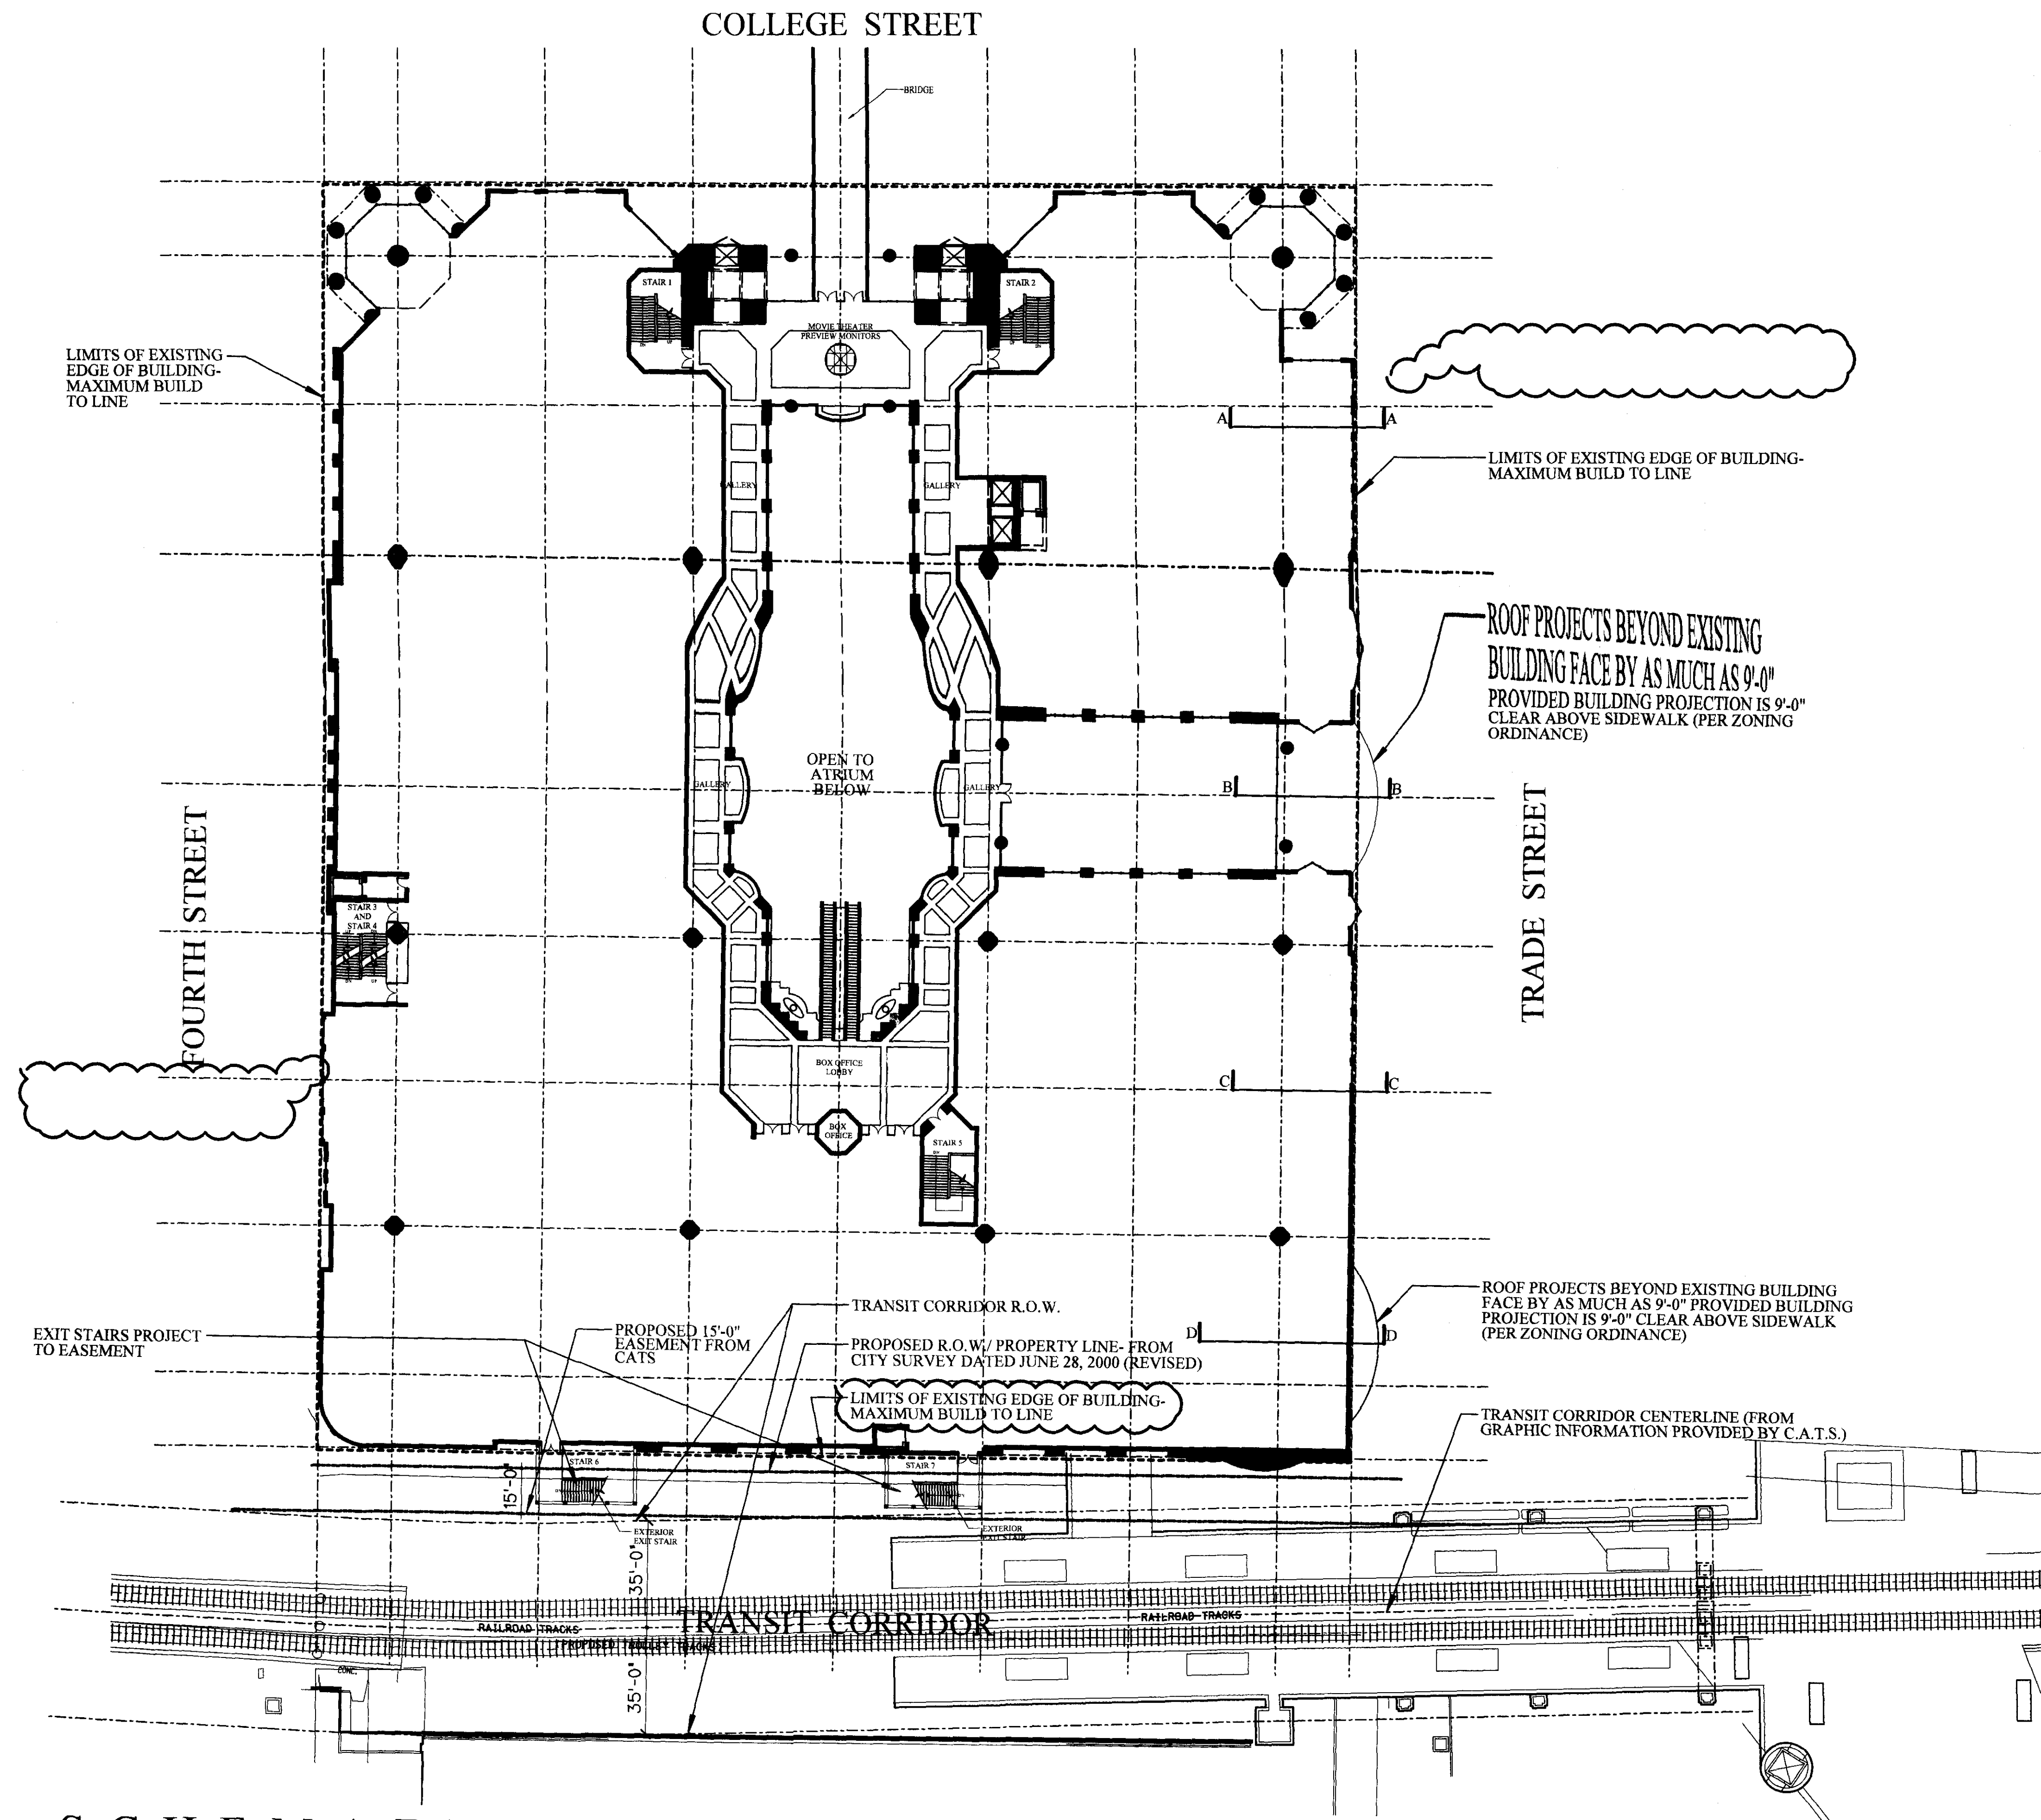 COLLEGE STREET
BRIDGE
STAIR 1
STAIR 2
MOVIE THEATER
PREVIEW MONITORS
LIMITS OF EXISTING
EDGE OF BUILDING-
MAXIMUM BUILD
TO LINE
A
A
LIMITS OF EXISTING EDGE OF BUILDING-
MAXIMUM BUILD TO LINE
GALLERY
GALLERY
ROOF PROJECTS BEYOND EXISTING
BUILDING FACE BY AS MUCH AS 9'-0"
PROVIDED BUILDING PROJECTION IS 9'-0"
CLEAR ABOVE SIDEWALK (PER ZONING
ORDINANCE)
OPEN TO
ATRIUM
BELOW
GALLERY
GALLERY
B
B
FOURTH STREET
TRADE STREET
STAIR 3
AND
STAIR 4
UP
DN
UP
BOX OFFICE
LOBBY
C
C
BOX
OFFICE
STAIR 5
DN
ROOF PROJECTS BEYOND EXISTING BUILDING
FACE BY AS MUCH AS 9'-0" PROVIDED BUILDING
PROJECTION IS 9'-0" CLEAR ABOVE SIDEWALK
(PER ZONING ORDINANCE)
TRANSIT CORRIDOR R.O.W.
EXIT STAIRS PROJECT
TO EASEMENT
PROPOSED 15'-0"
EASEMENT FROM
CATS
D
D
PROPOSED R.O.W./ PROPERTY LINE- FROM
CITY SURVEY DATED JUNE 28, 2000 (REVISED)
LIMITS OF EXISTING EDGE OF BUILDING-
MAXIMUM BUILD TO LINE
TRANSIT CORRIDOR CENTERLINE (FROM
GRAPHIC INFORMATION PROVIDED BY C.A.T.S.)
STAIR 6
STAIR 7
15'-0"
EXTERIOR
EXIT STAIR
EXTERIOR
EXIT STAIR
35'-0"
TRANSIT CORRIDOR
RAILROAD TRACKS
RAILROAD TRACKS
PROPOSED TROLLEY TRACKS
CONC.
35'-0"